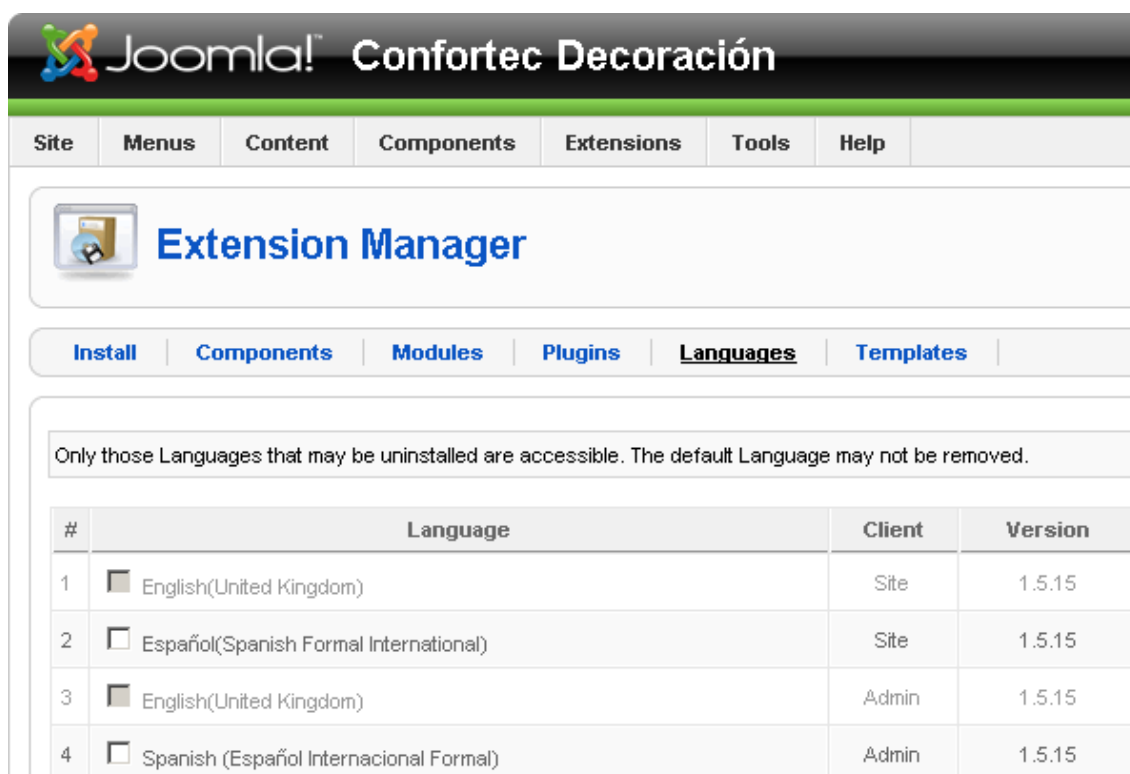 Joomla!™ Confortec Decoración
Site Menus Content Components Extensions Tools Help
Extension Manager
Install Components Modules Plugins Languages Templates
Only those Languages that may be uninstalled are accessible. The default Language may not be removed.
# Language Client Version
1 English(United Kingdom) Site 1.5.15
2 Español(Spanish Formal International) Site 1.5.15
3 English(United Kingdom) Admin 1.5.15
4 Spanish (Español Internacional Formal) Admin 1.5.15